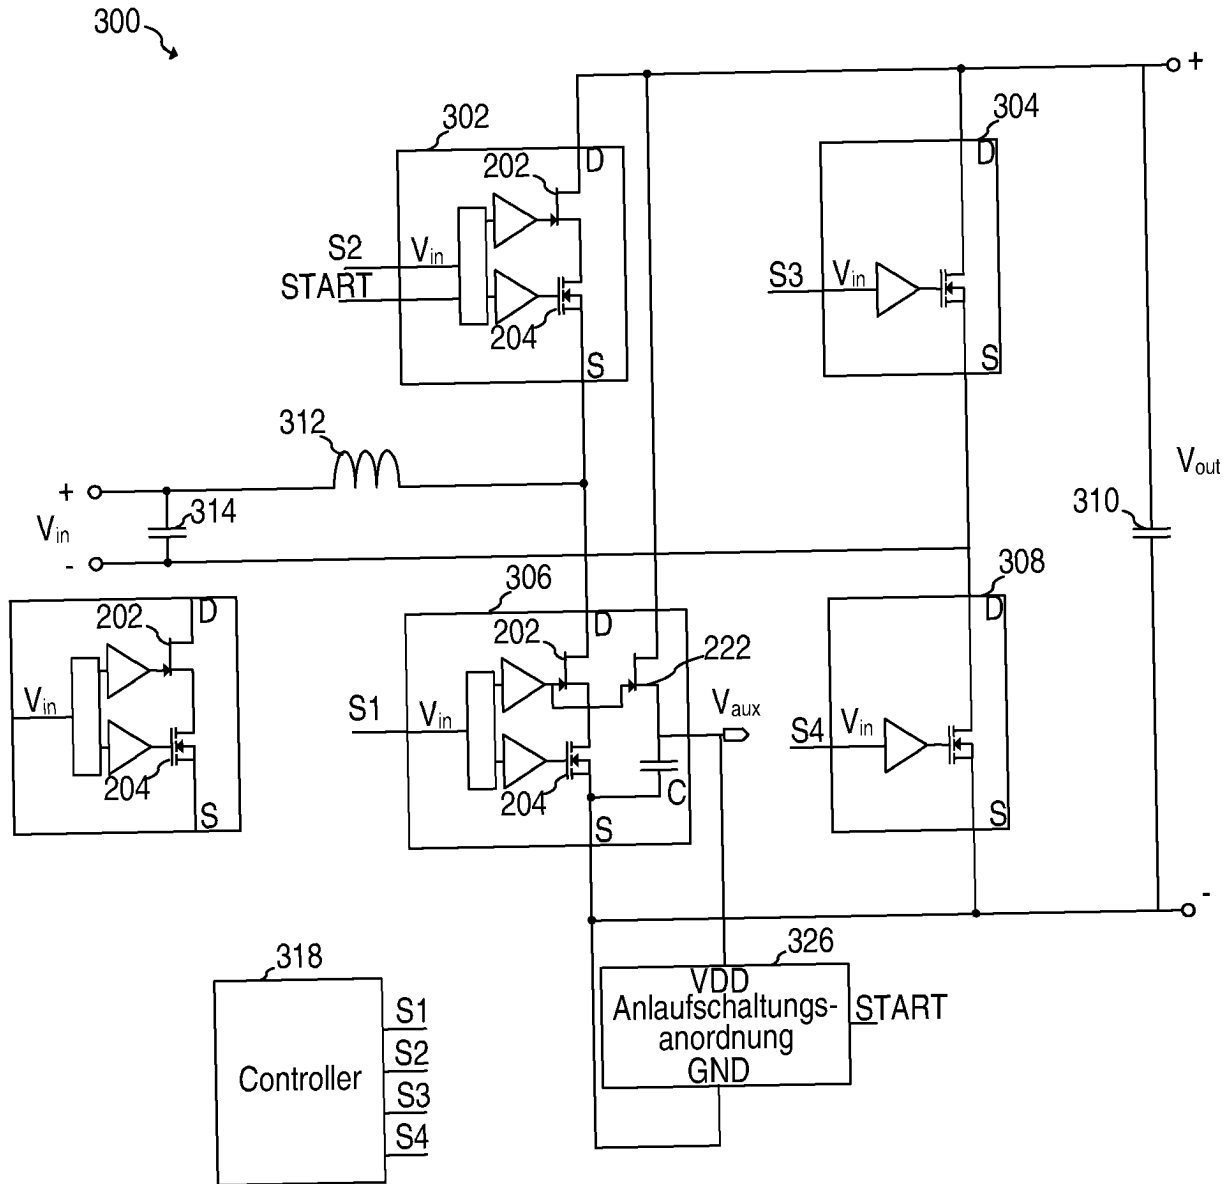 300
+
302
304
D
D
202
S2
Vin
START
S3
Vin
204
S
S
312
Vout
+
314
310
Vin
-
306
308
D
202
D
D
202
222
Vaux
Vin
S1
Vin
S4
Vin
204
204
C
S
S
S
-
318
326
VDD
Anlaufschaltungs-
anordnung
GND
START
S1
S2
Controller
S3
S4